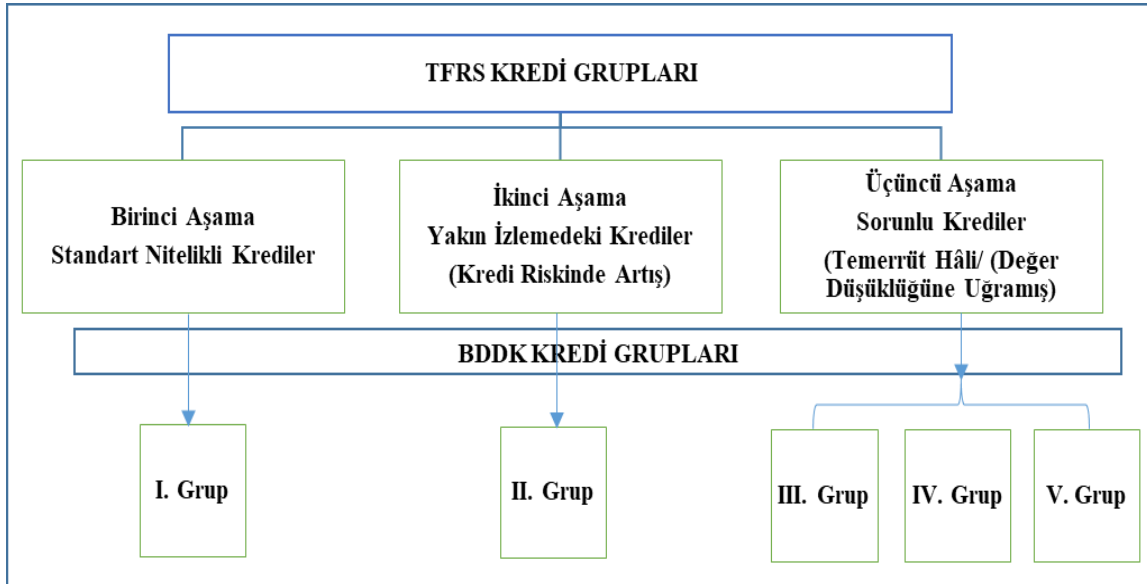 TFRS KREDİ GRUPLARI
Birinci Aşama
Standart Nitelikli Krediler
İkinci Aşama
Yakın İzlemedeki Krediler
(Kredi Riskinde Artış)
Üçüncü Aşama
Sorunlu Krediler
(Temerrüt Hâli/ (Değer
Düşüklüğüne Uğramış)
BDDK KREDİ GRUPLARI
I. Grup
II. Grup
III. Grup
IV. Grup
V. Grup